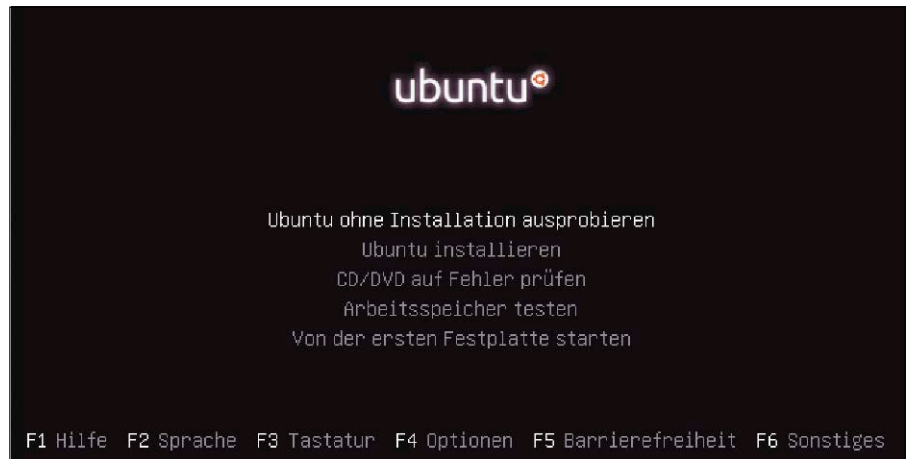 ubuntu
Ubuntu ohne Installation ausprobieren
Ubuntu installieren
CD/DVD auf Fehler prüfen
Arbeitsspeicher testen
Von der ersten Festplatte starten
F1 Hilfe F2 Sprache F3 Tastatur F4 Optionen F5 Barrierefreiheit F6 Sonstiges